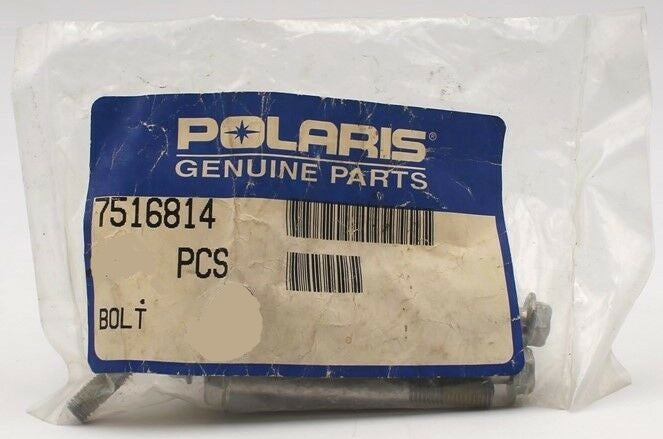 POLARIS®
GENUINE PARTS
7516814
PCS
BOLT